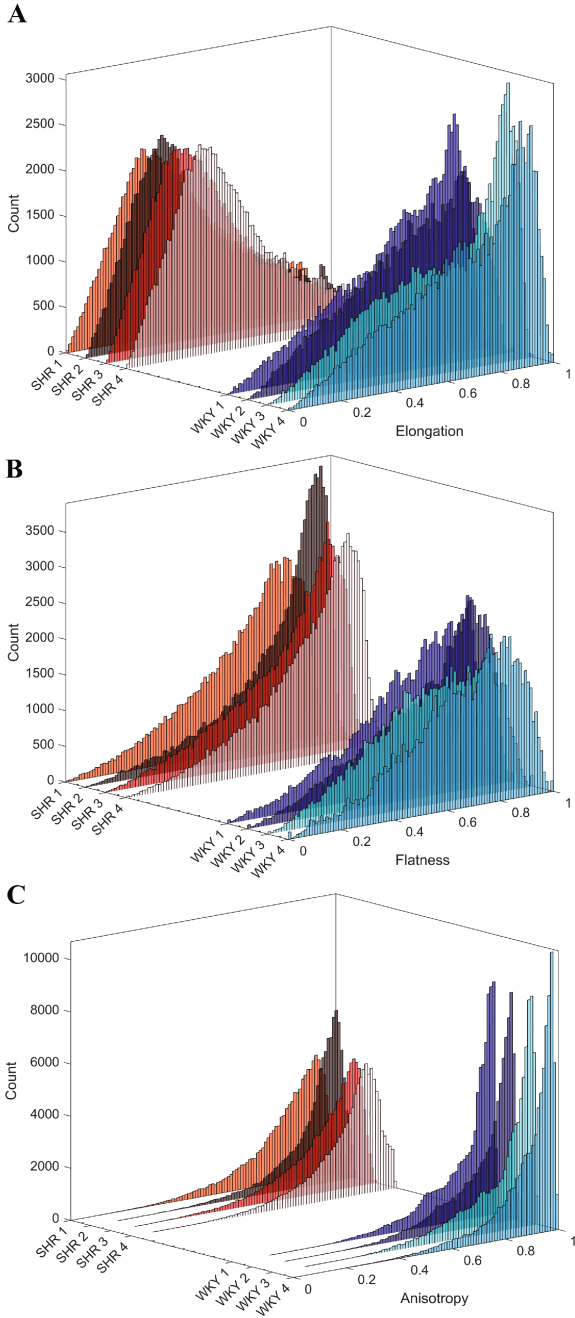 A
3000
2500
2000
1500
1000
500
0
Count
SHR 1
SHR 2
SHR 3
SHR 4
WKY 1
WKY 2
WKY 3
WKY 4
0
0.2
0.4
0.6
0.8
1
Elongation
B
3500
3000
2500
2000
1500
1000
500
0
Count
SHR 1
SHR 2
SHR 3
SHR 4
WKY 1
WKY 2
WKY 3
WKY 4
0
0.2
0.4
0.6
0.8
1
Flatness
C
10000
8000
6000
4000
2000
0
Count
SHR 1
SHR 2
SHR 3
SHR 4
WKY 1
WKY 2
WKY 3
WKY 4
0
0.2
0.4
0.6
0.8
1
Anisotropy